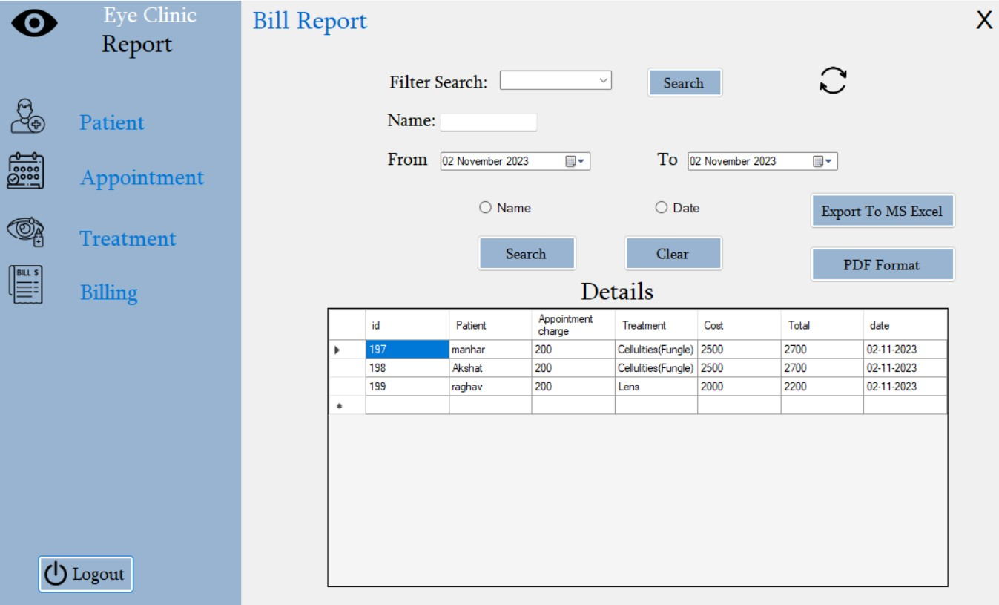 Eye Clinic
Report
Patient
Appointment
Treatment
BILL $
Billing
Logout
Bill Report
X
Filter Search:
Search
Name:
From 02 November 2023 To 02 November 2023
Name Date
Export To MS Excel
Search Clear
PDF Format
Details
id Patient Appointment charge Treatment Cost Total date
197 manhar 200 Cellulities(Fungle) 2500 2700 02-11-2023
198 Akshat 200 Cellulities(Fungle) 2500 2700 02-11-2023
199 raghav 200 Lens 2000 2200 02-11-2023